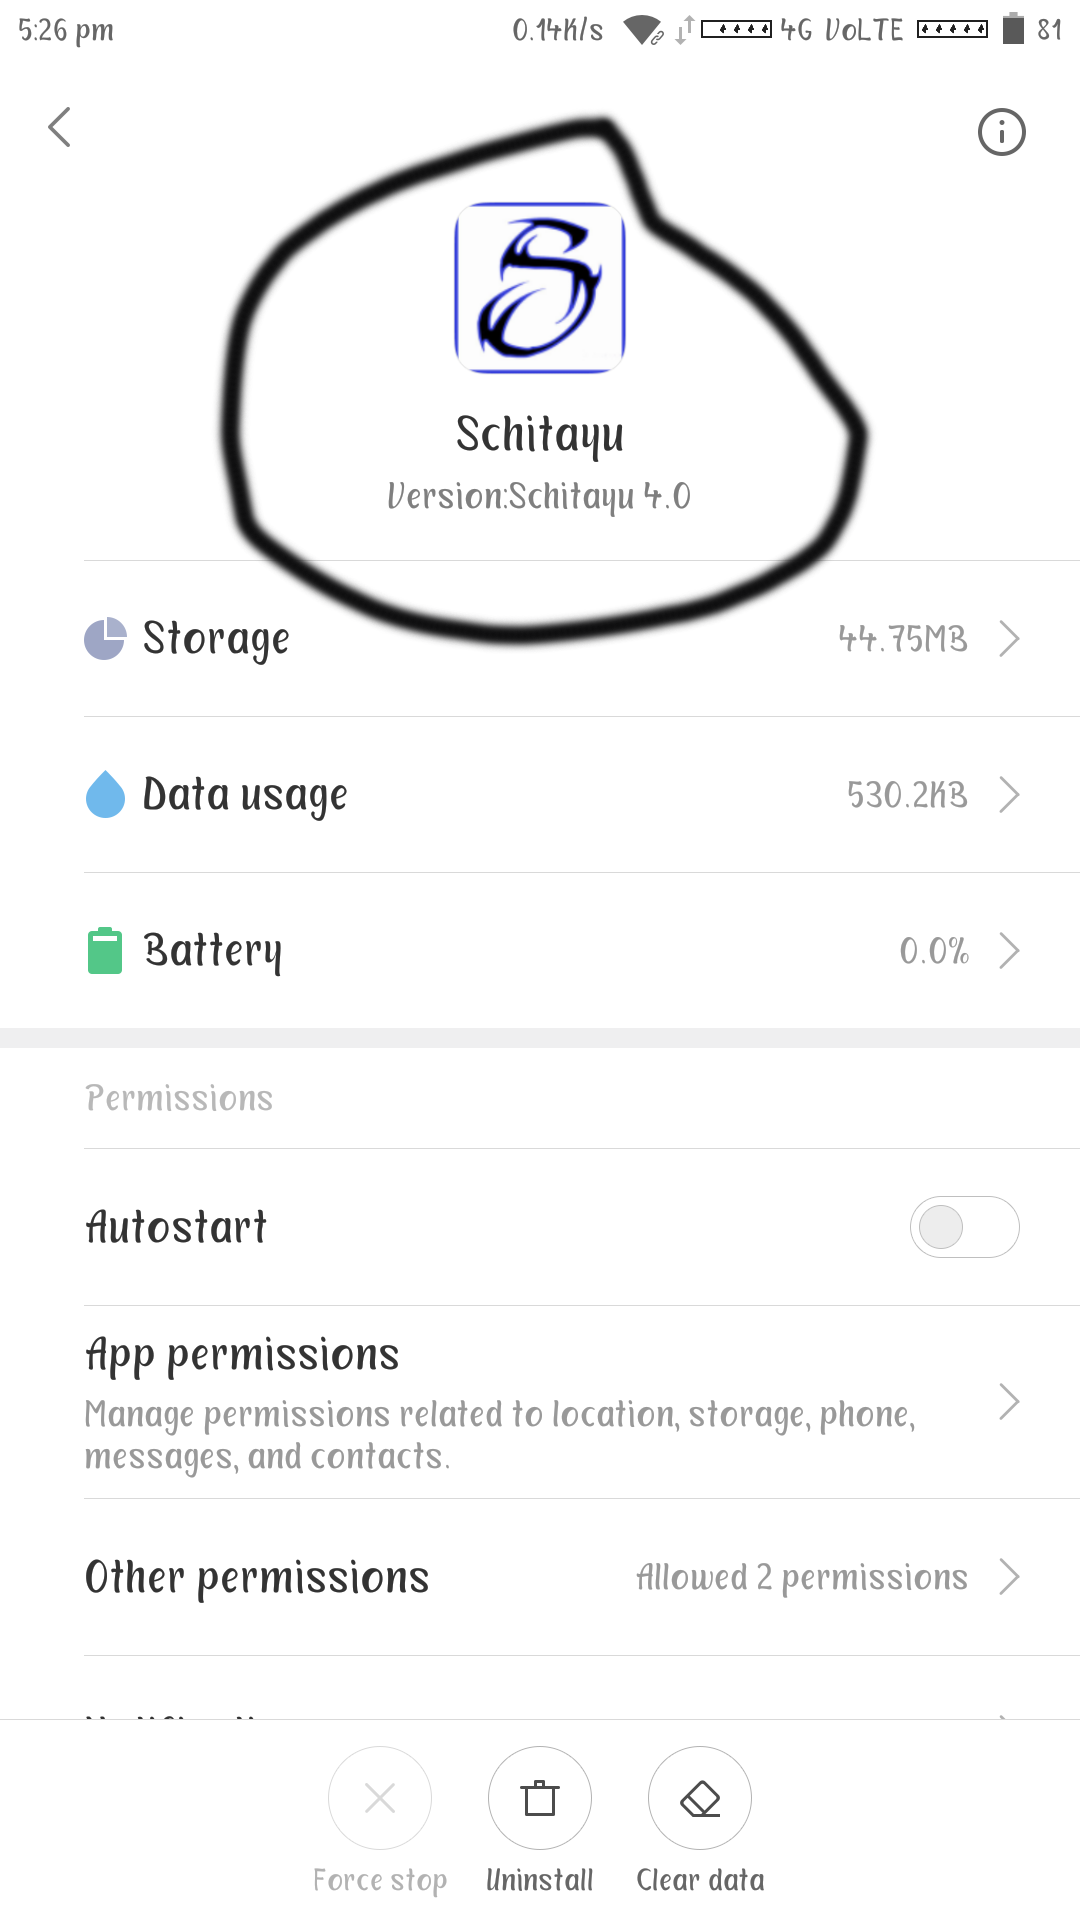 5:26 pm 0.14K/s 4G VoLTE 81
Schitayu
Version:Schitayu 4.0
Storage 44.75MB
Data usage 530.2KB
Battery 0.0%
Permissions
Autostart
App permissions
Manage permissions related to location, storage, phone,
messages, and contacts.
Other permissions Allowed 2 permissions
Force stop Uninstall Clear data